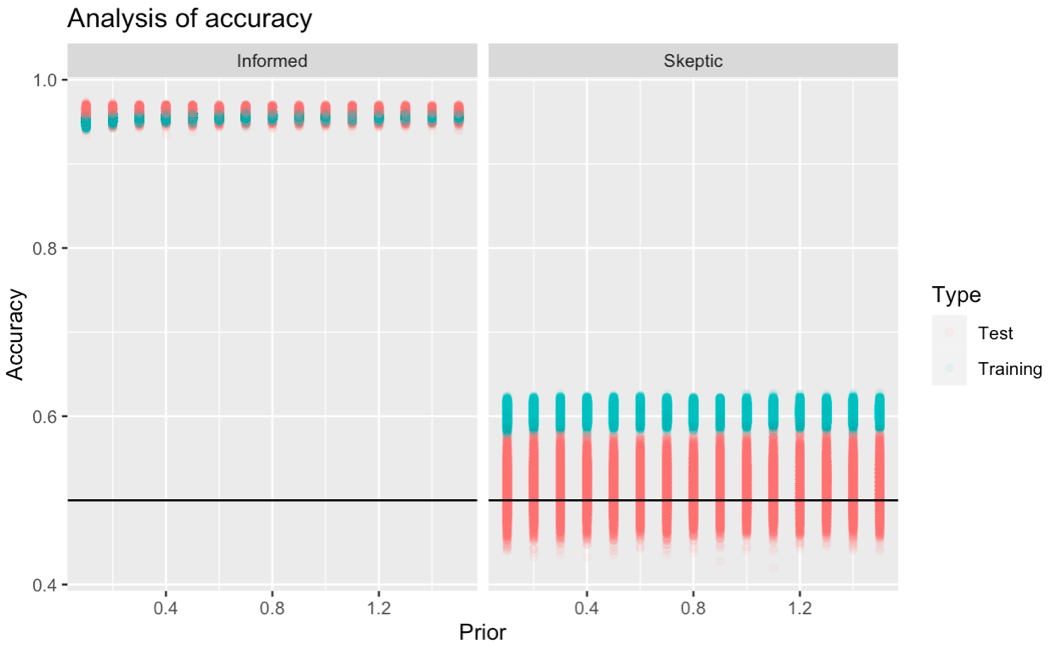 Analysis of accuracy
Informed
Skeptic
1.0
0.8
0.6
0.4
Accuracy
0.4
0.8
1.2
0.4
0.8
1.2
Prior
Type
Test
Training